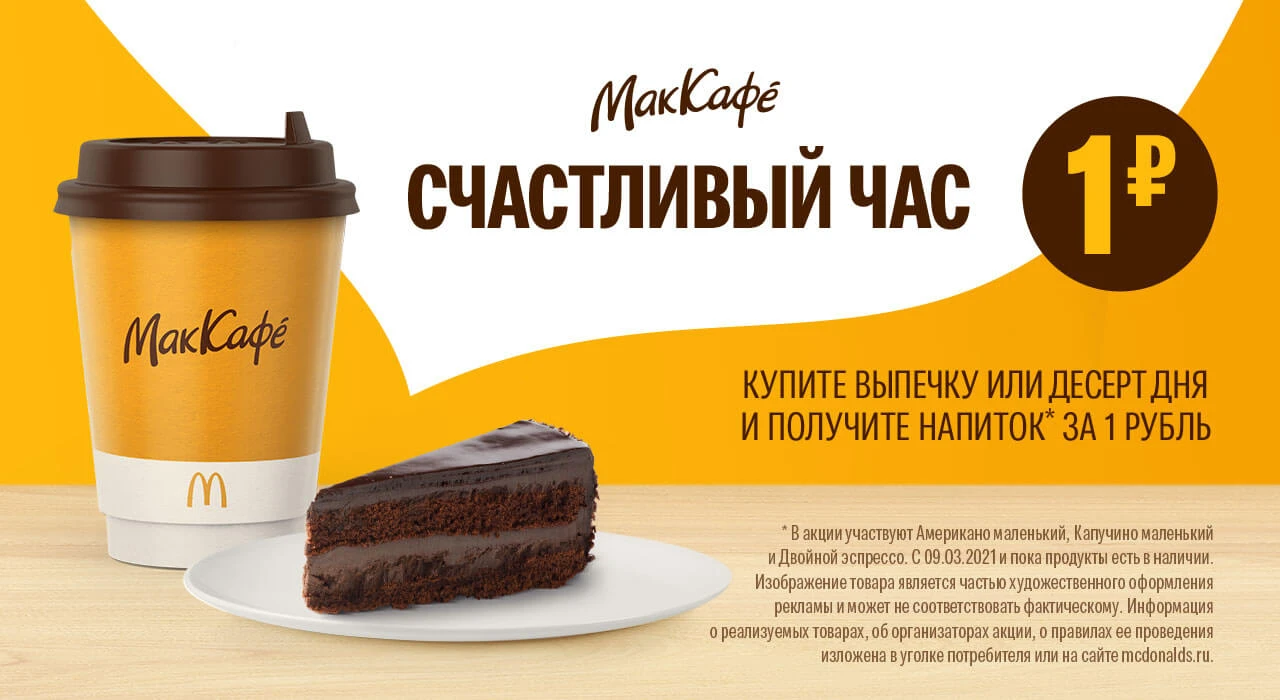 МакКафé
СЧАСТЛИВЫЙ ЧАС
1₽
МакКафé
КУПИТЕ ВЫПЕЧКУ ИЛИ ДЕСЕРТ ДНЯ
И ПОЛУЧИТЕ НАПИТОК* ЗА 1 РУБЛЬ
* В акции участвуют Американо маленький, Капучино маленький
и Двойной эспрессо. С 09.03.2021 и пока продукты есть в наличии.
Изображение товара является частью художественного оформления
рекламы и может не соответствовать фактическому. Информация
о реализуемых товарах, об организаторах акции, о правилах ее проведения
изложена в уголке потребителя или на сайте mcdonalds.ru.